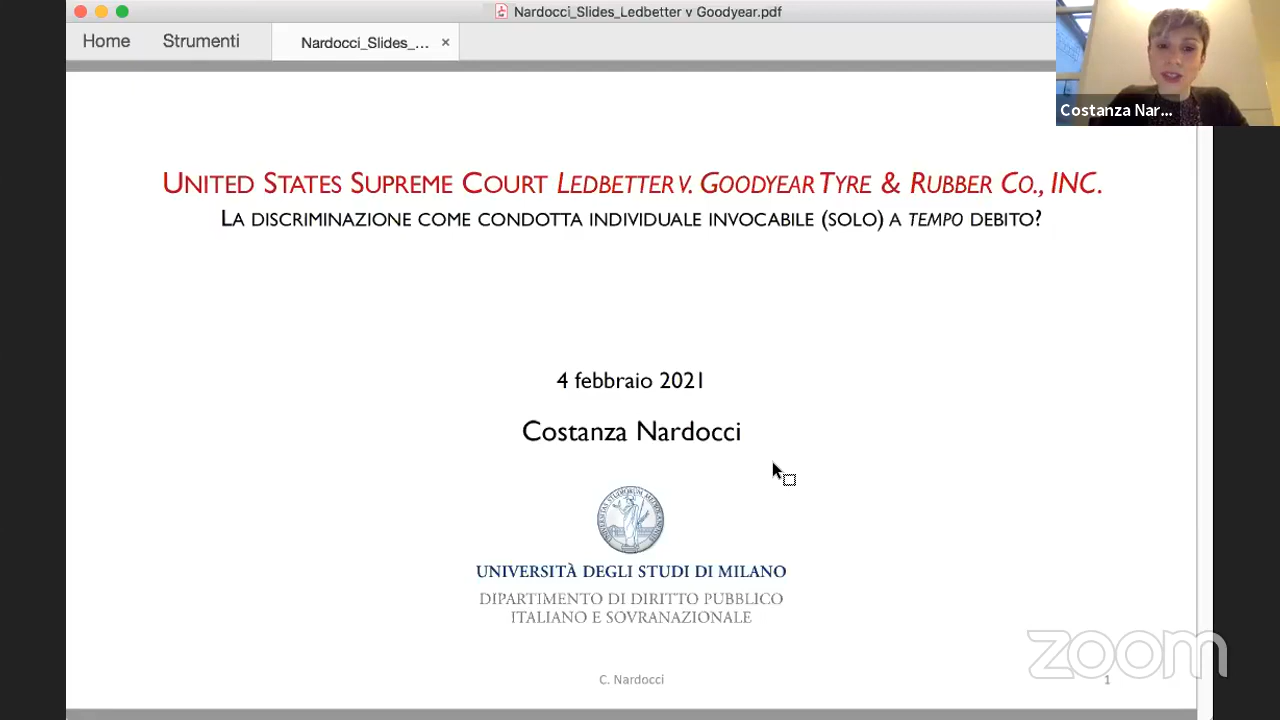 Nardocci_Slides_Ledbetter v Goodyear.pdf
Home Strumenti Nardocci_Slides_... ×
Costanza Nar...
UNITED STATES SUPREME COURT LEDBETTER V. GOODYEAR TYRE & RUBBER CO., INC.
LA DISCRIMINAZIONE COME CONDOTTA INDIVIDUALE INVOCABILE (SOLO) A TEMPO DEBITO?
4 febbraio 2021
Costanza Nardocci
UNIVERSITÀ DEGLI STUDI DI MILANO
DIPARTIMENTO DI DIRITTO PUBBLICO
ITALIANO E SOVRANAZIONALE
zoom
C. Nardocci 1